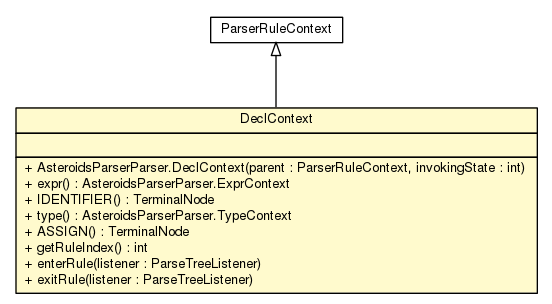 ParserRuleContext
DeclContext
+ AsteroidsParserParser.DeclContext(parent : ParserRuleContext, invokingState : int)
+ expr() : AsteroidsParserParser.ExprContext
+ IDENTIFIER() : TerminalNode
+ type() : AsteroidsParserParser.TypeContext
+ ASSIGN() : TerminalNode
+ getRuleIndex() : int
+ enterRule(listener : ParseTreeListener)
+ exitRule(listener : ParseTreeListener)